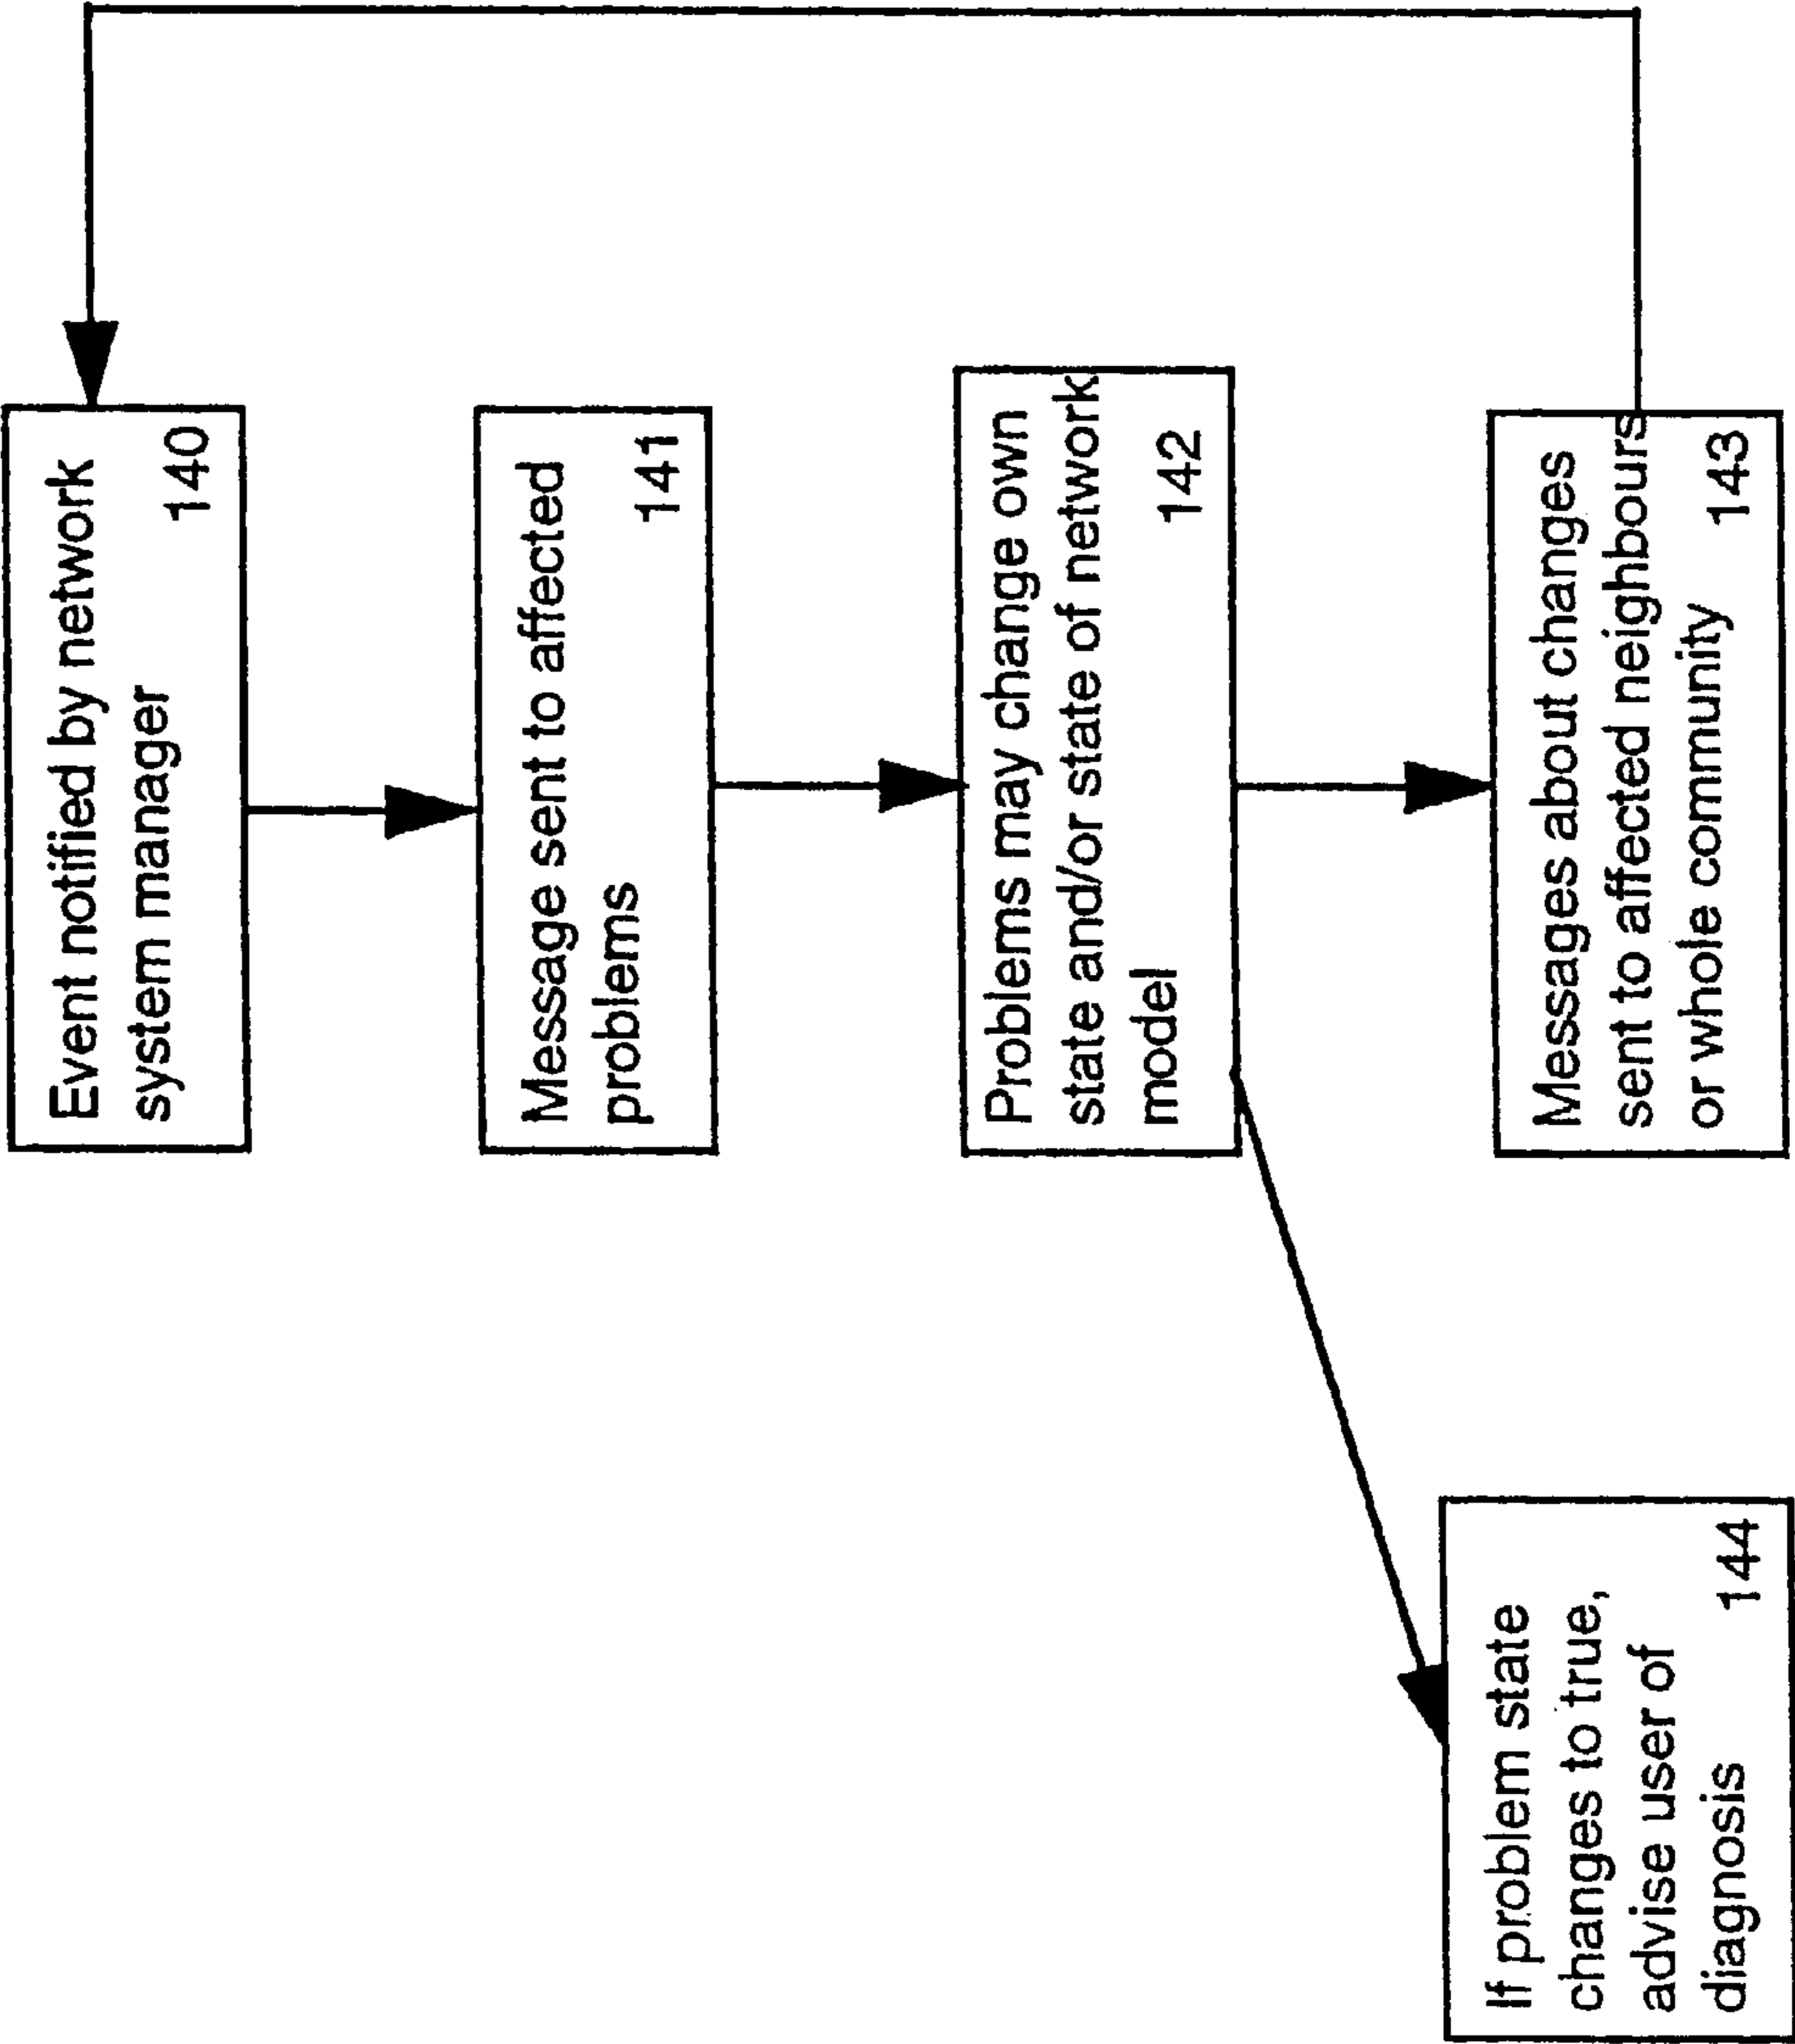 Event notified by network
system manager 140
Message sent to affected
problems 141
Problems may change own
state and/or state of network
model 142
Messages about changes
sent to affected neighbours
or whole community 143
If problem state
changes to true,
advise user of
diagnosis 144